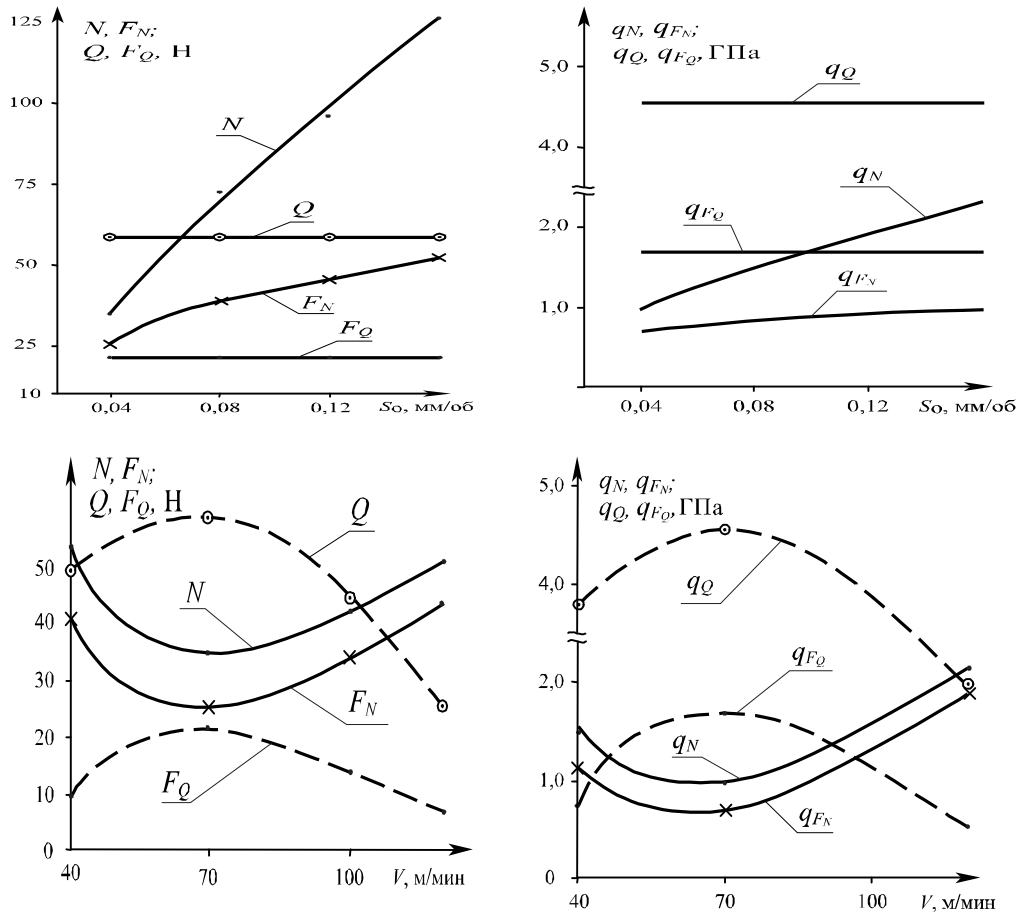 N, F_N;
Q, F_Q, Н
125
100
75
50
25
10
N
Q
F_N
F_Q
0,04
0,08
0,12
S_O, мм/об
q_N, q_{F_N};
q_Q, q_{F_Q}, ГПа
5,0
4,0
2,0
1,0
q_Q
q_N
q_{F_Q}
q_{F_N}
0,04
0,08
0,12
S_O, мм/об
N, F_N;
Q, F_Q, Н
50
40
30
20
10
0
Q
N
F_N
F_Q
40
70
100
V, м/мин
q_N, q_{F_N};
q_Q, q_{F_Q}, ГПа
5,0
4,0
2,0
1,0
0
q_Q
q_{F_Q}
q_N
q_{F_N}
40
70
100
V, м/мин